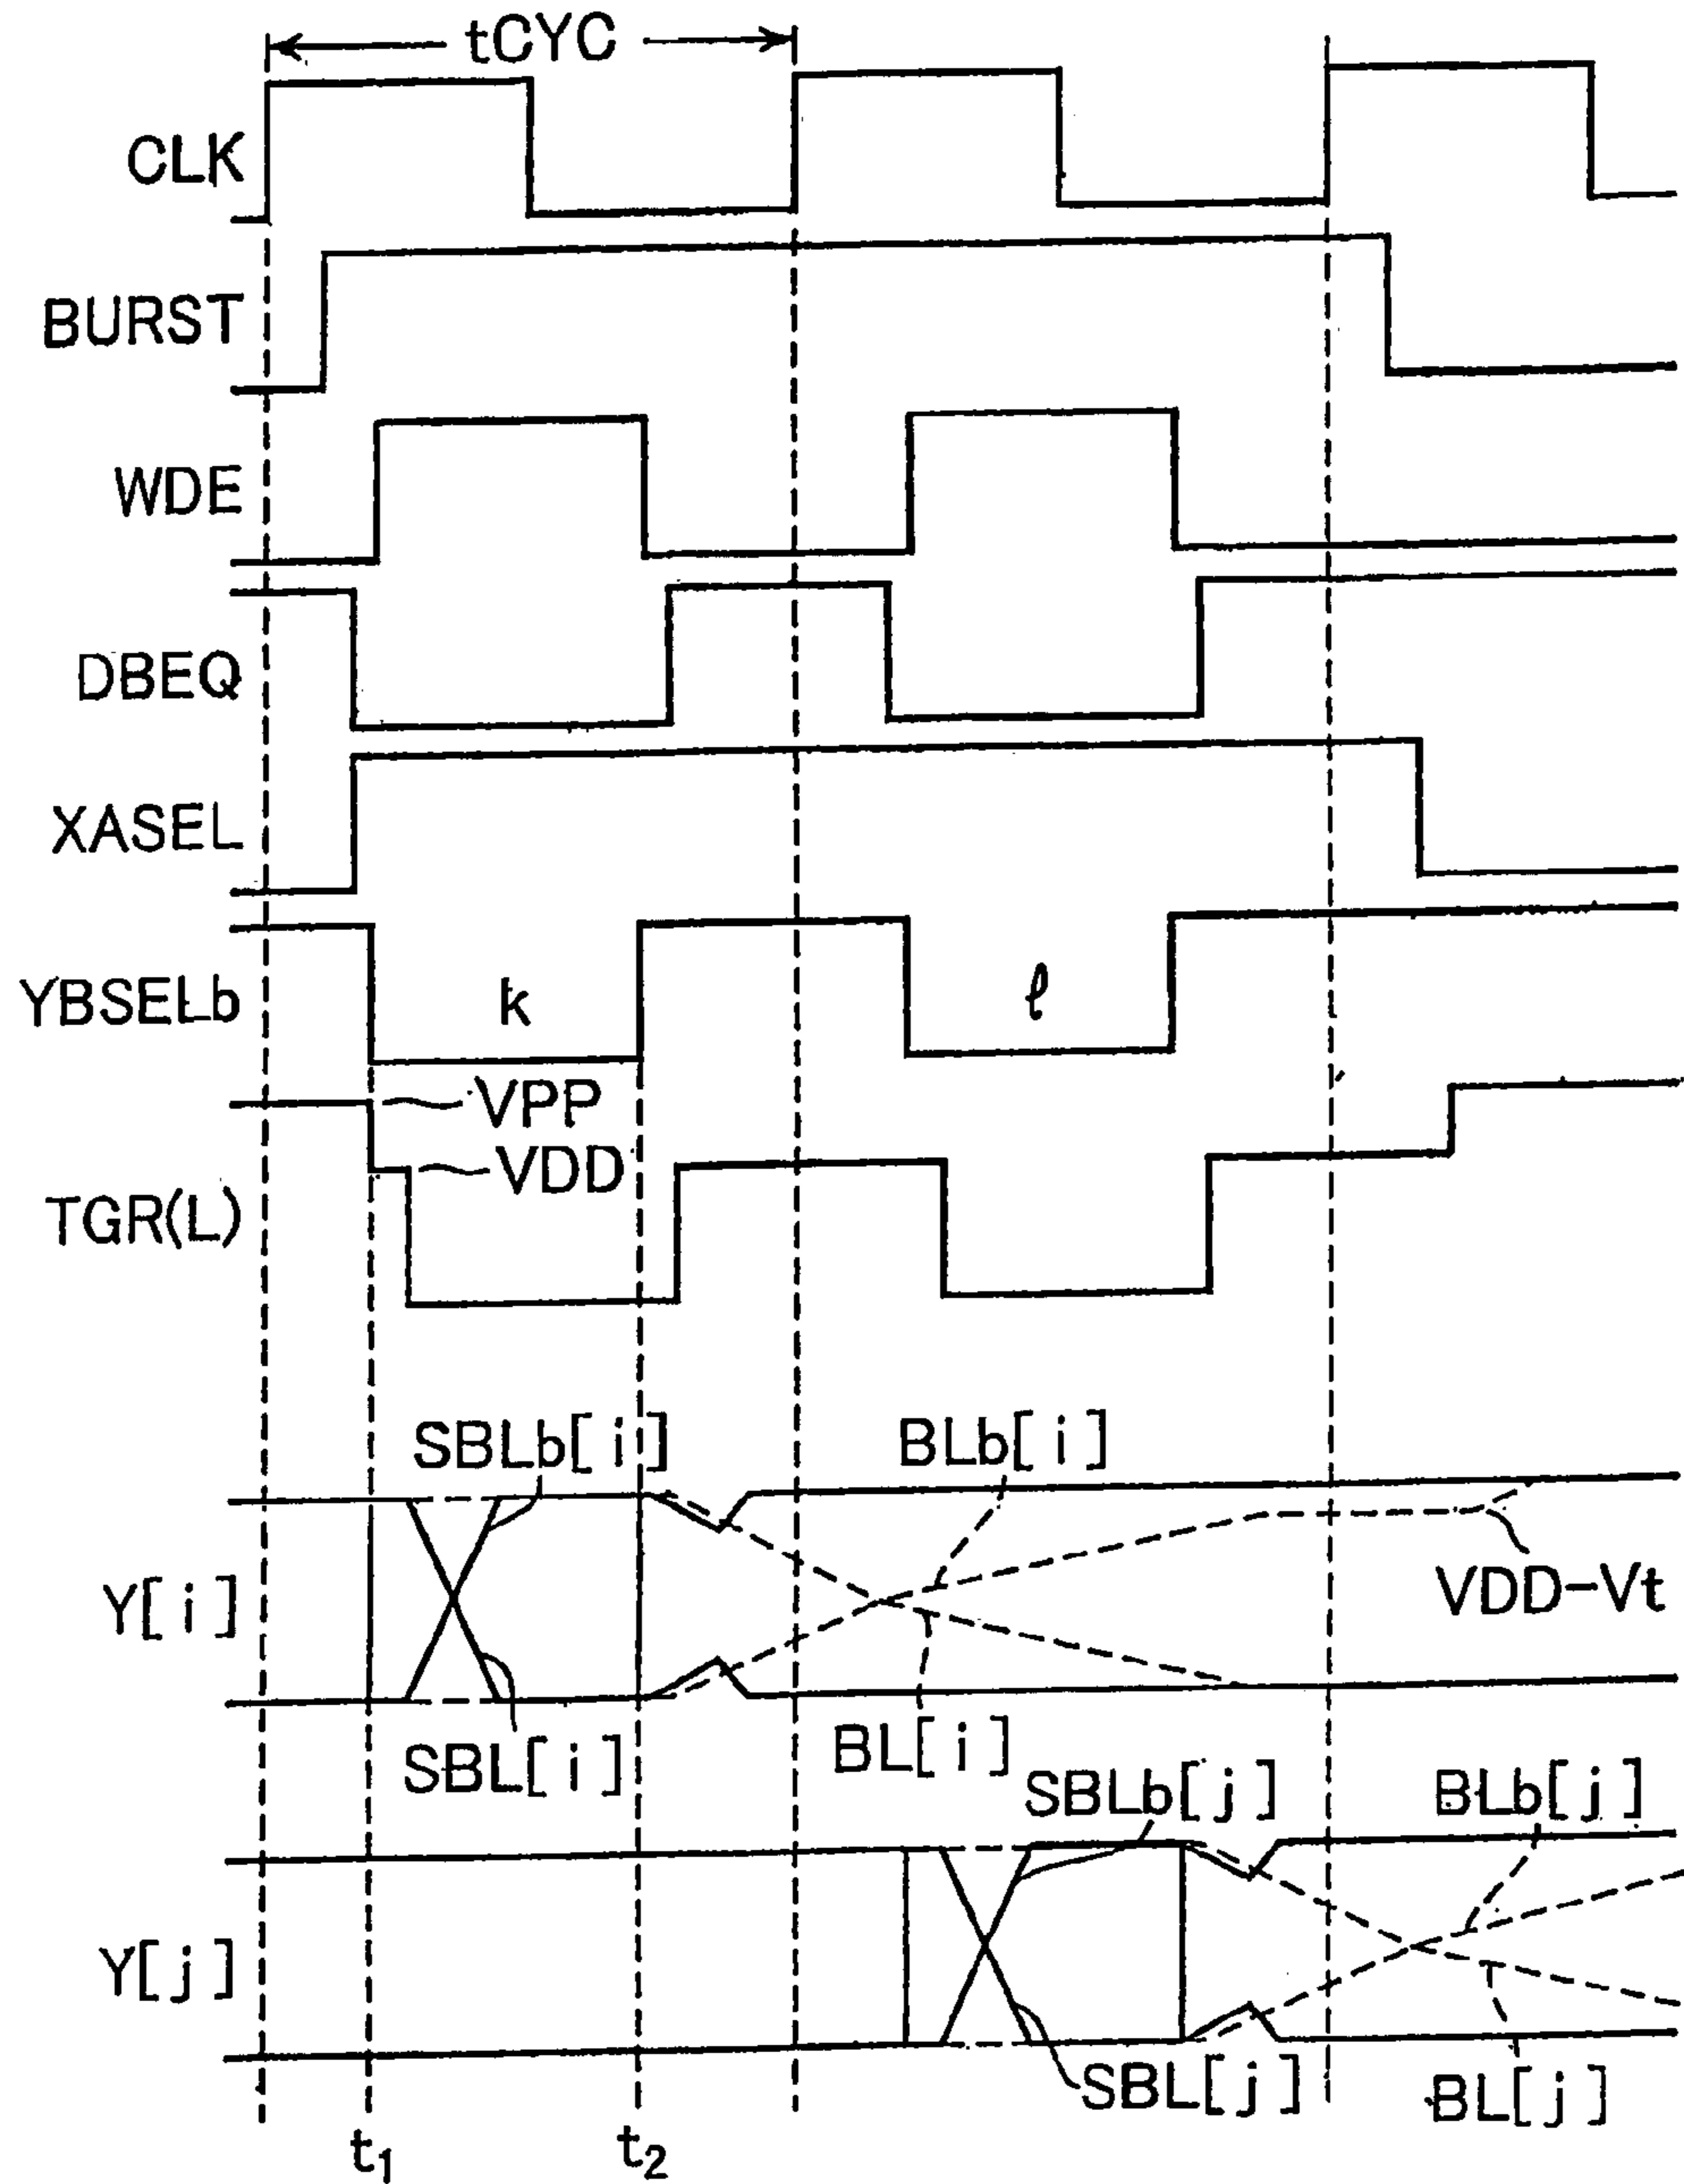 tCYC
CLK
BURST
WDE
DBEQ
XASEL
YBSELb
k
ℓ
VPP
VDD
TGR(L)
SBLb[i]
BLb[i]
Y[i]
VDD-Vt
SBL[i]
BL[i]
SBLb[j]
BLb[j]
Y[j]
SBL[j]
BL[j]
t1
t2